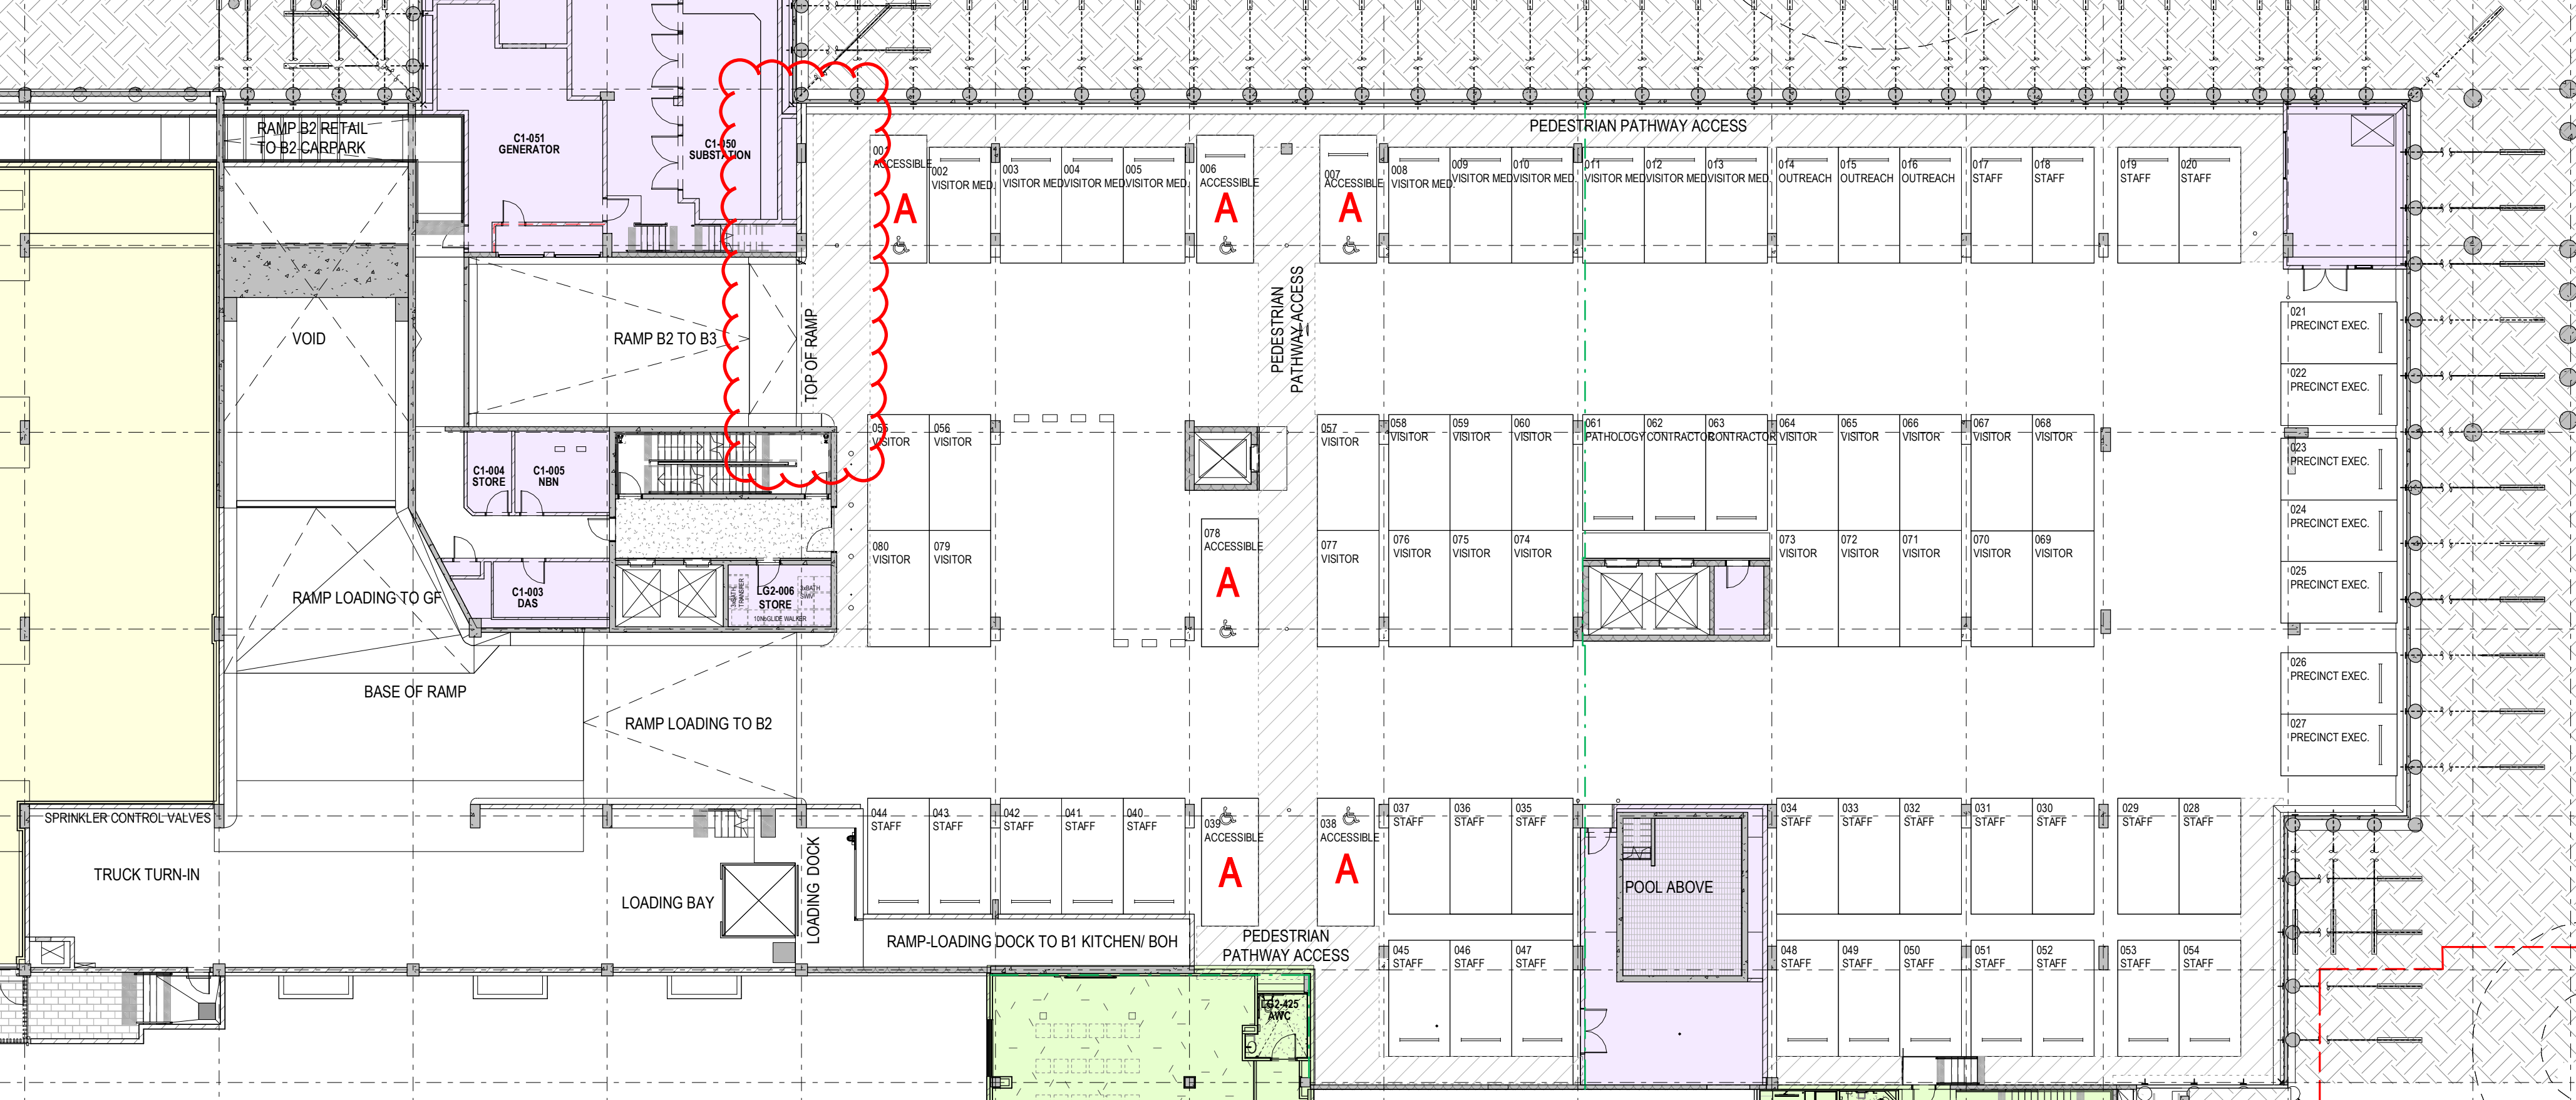 RAMP B2 RETAIL
TO B2 CARPARK
C1-051
GENERATOR
C1-050
SUBSTATION
PEDESTRIAN PATHWAY ACCESS
001
ACCESSIBLE
A
002
VISITOR MED.
003
VISITOR MED.
004
VISITOR MED.
005
VISITOR MED.
006
ACCESSIBLE
A
007
ACCESSIBLE
A
008
VISITOR MED.
009
VISITOR MED.
010
VISITOR MED.
011
VISITOR MED.
012
VISITOR MED.
013
VISITOR MED.
014
OUTREACH
015
OUTREACH
016
OUTREACH
017
STAFF
018
STAFF
019
STAFF
020
STAFF
VOID
RAMP B2 TO B3
TOP OF RAMP
PEDESTRIAN
PATHWAY ACCESS
021
PRECINCT EXEC.
022
PRECINCT EXEC.
023
PRECINCT EXEC.
024
PRECINCT EXEC.
025
PRECINCT EXEC.
026
PRECINCT EXEC.
027
PRECINCT EXEC.
055
VISITOR
056
VISITOR
057
VISITOR
058
VISITOR
059
VISITOR
060
VISITOR
061
PATHOLOGY
062
CONTRACTOR
063
CONTRACTOR
064
VISITOR
065
VISITOR
066
VISITOR
067
VISITOR
068
VISITOR
C1-004
STORE
C1-005
NBN
080
VISITOR
079
VISITOR
078
ACCESSIBLE
A
077
VISITOR
076
VISITOR
075
VISITOR
074
VISITOR
073
VISITOR
072
VISITOR
071
VISITOR
070
VISITOR
069
VISITOR
RAMP LOADING TO GF
C1-003
DAS
LG2-006
STORE
BASE OF RAMP
RAMP LOADING TO B2
SPRINKLER CONTROL VALVES
TRUCK TURN-IN
LOADING BAY
LOADING DOCK
044
STAFF
043
STAFF
042
STAFF
041
STAFF
040
STAFF
039
ACCESSIBLE
A
038
ACCESSIBLE
A
037
STAFF
036
STAFF
035
STAFF
POOL ABOVE
034
STAFF
033
STAFF
032
STAFF
031
STAFF
030
STAFF
029
STAFF
028
STAFF
RAMP-LOADING DOCK TO B1 KITCHEN/ BOH
PEDESTRIAN
PATHWAY ACCESS
045
STAFF
046
STAFF
047
STAFF
048
STAFF
049
STAFF
050
STAFF
051
STAFF
052
STAFF
053
STAFF
054
STAFF
LG2-425
AWC